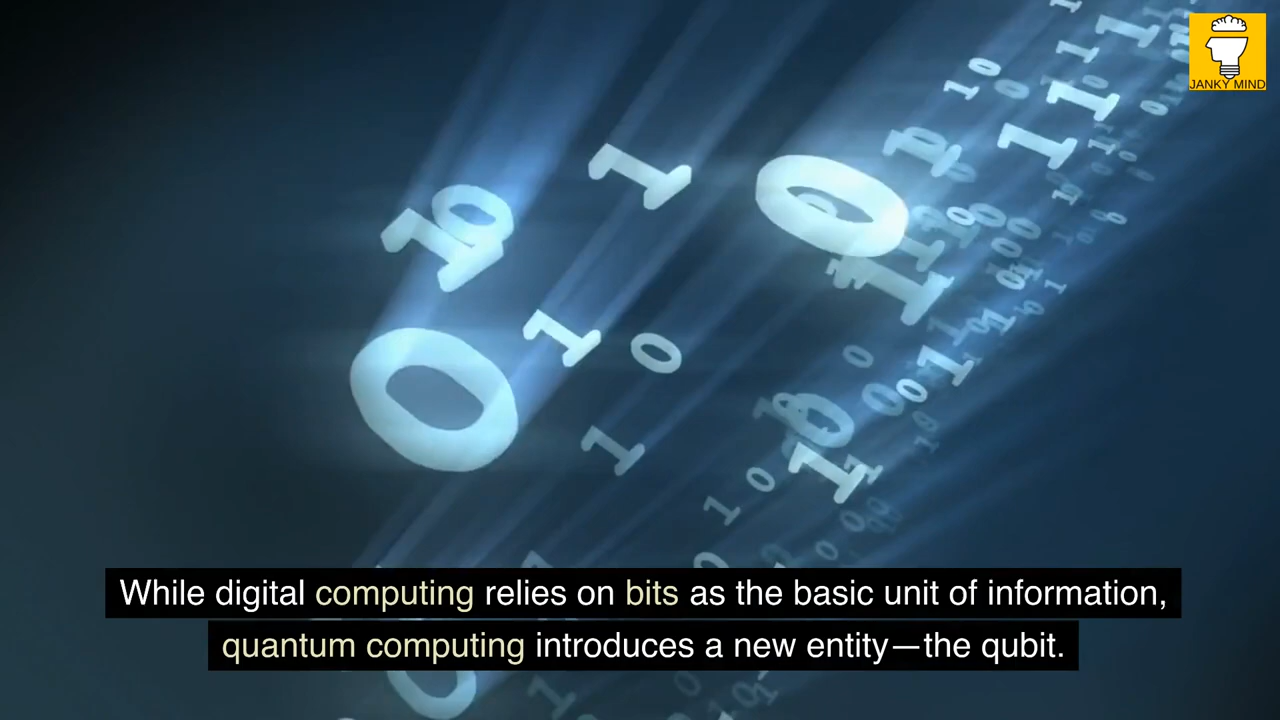 JANKY MIND
While digital computing relies on bits as the basic unit of information,
quantum computing introduces a new entity—the qubit.